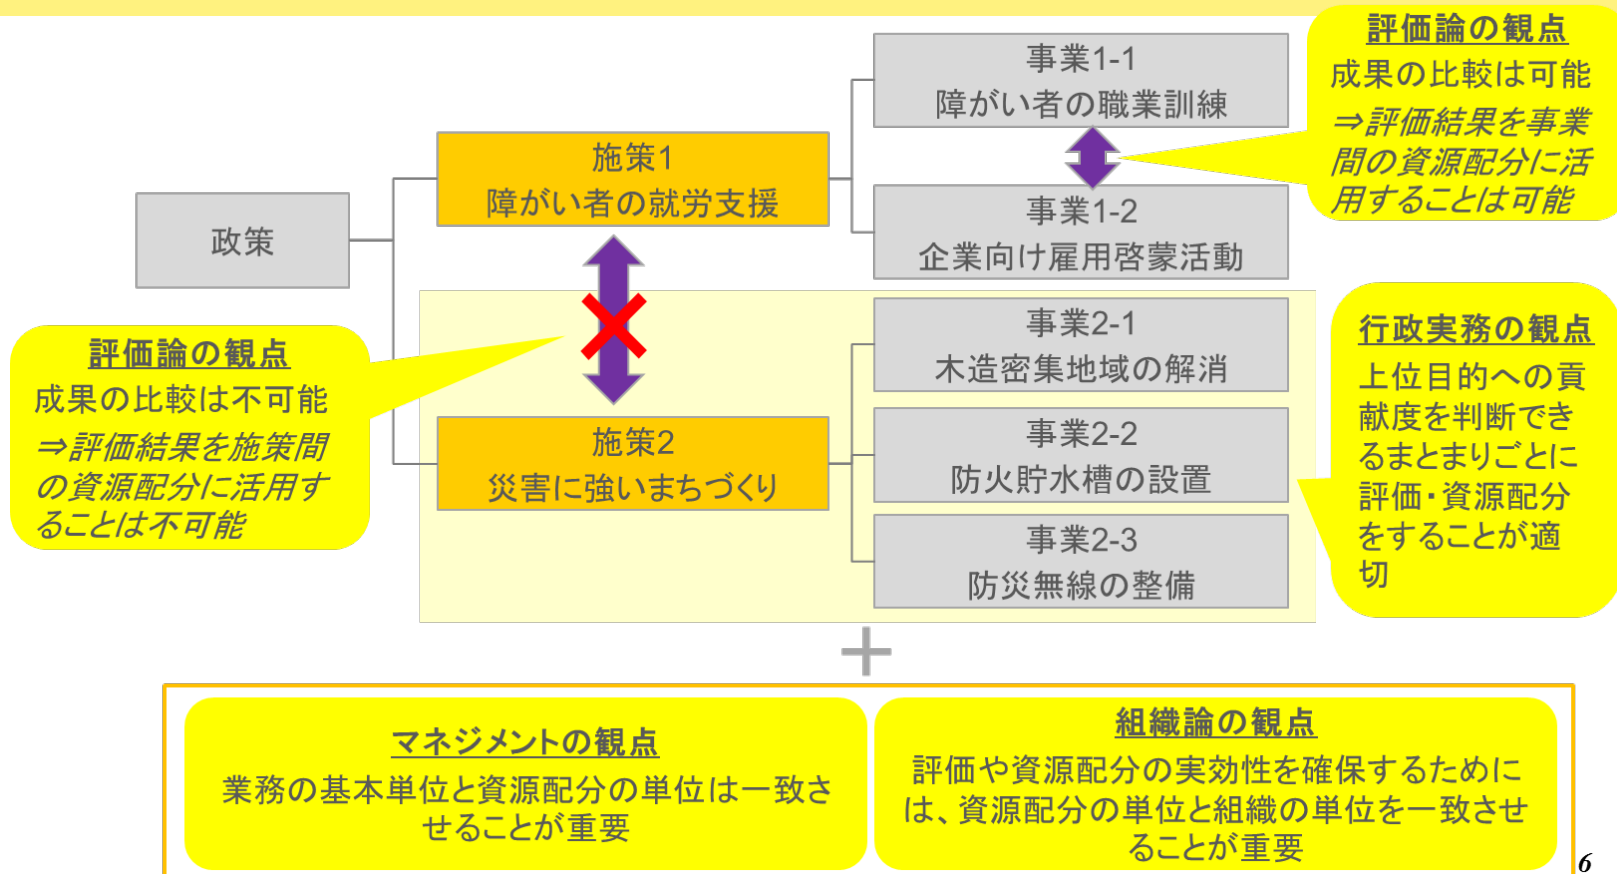 評価論の観点
成果の比較は可能
⇒評価結果を事業
間の資源配分に活
用することは可能
事業1-1
障がい者の職業訓練
施策1
障がい者の就労支援
事業1-2
企業向け雇用啓蒙活動
政策
評価論の観点
成果の比較は不可能
⇒評価結果を施策間
の資源配分に活用す
ることは不可能
事業2-1
木造密集地域の解消
施策2
災害に強いまちづくり
事業2-2
防火貯水槽の設置
事業2-3
防災無線の整備
行政実務の観点
上位目的への貢
献度を判断でき
るまとまりごとに
評価・資源配分
をすることが適
切
マネジメントの観点
業務の基本単位と資源配分の単位は一致さ
せることが重要
組織論の観点
評価や資源配分の実効性を確保するために
は、資源配分の単位と組織の単位を一致させ
ることが重要
6